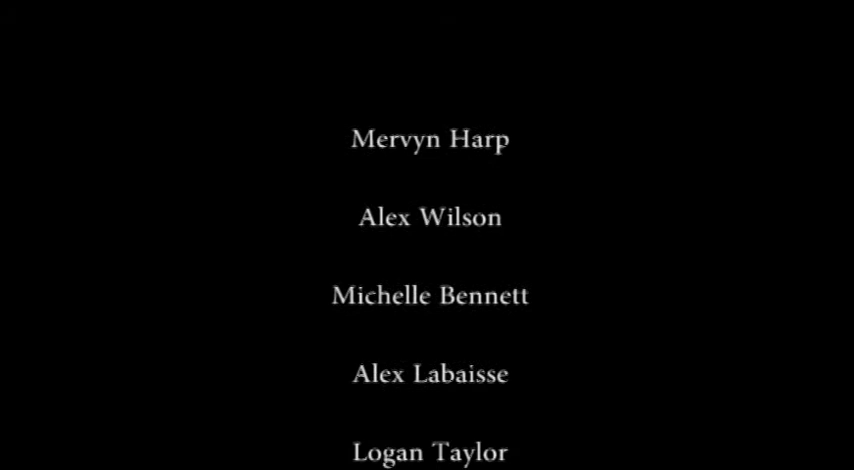 Mervyn Harp
Alex Wilson
Michelle Bennett
Alex Labaisse
Logan Taylor